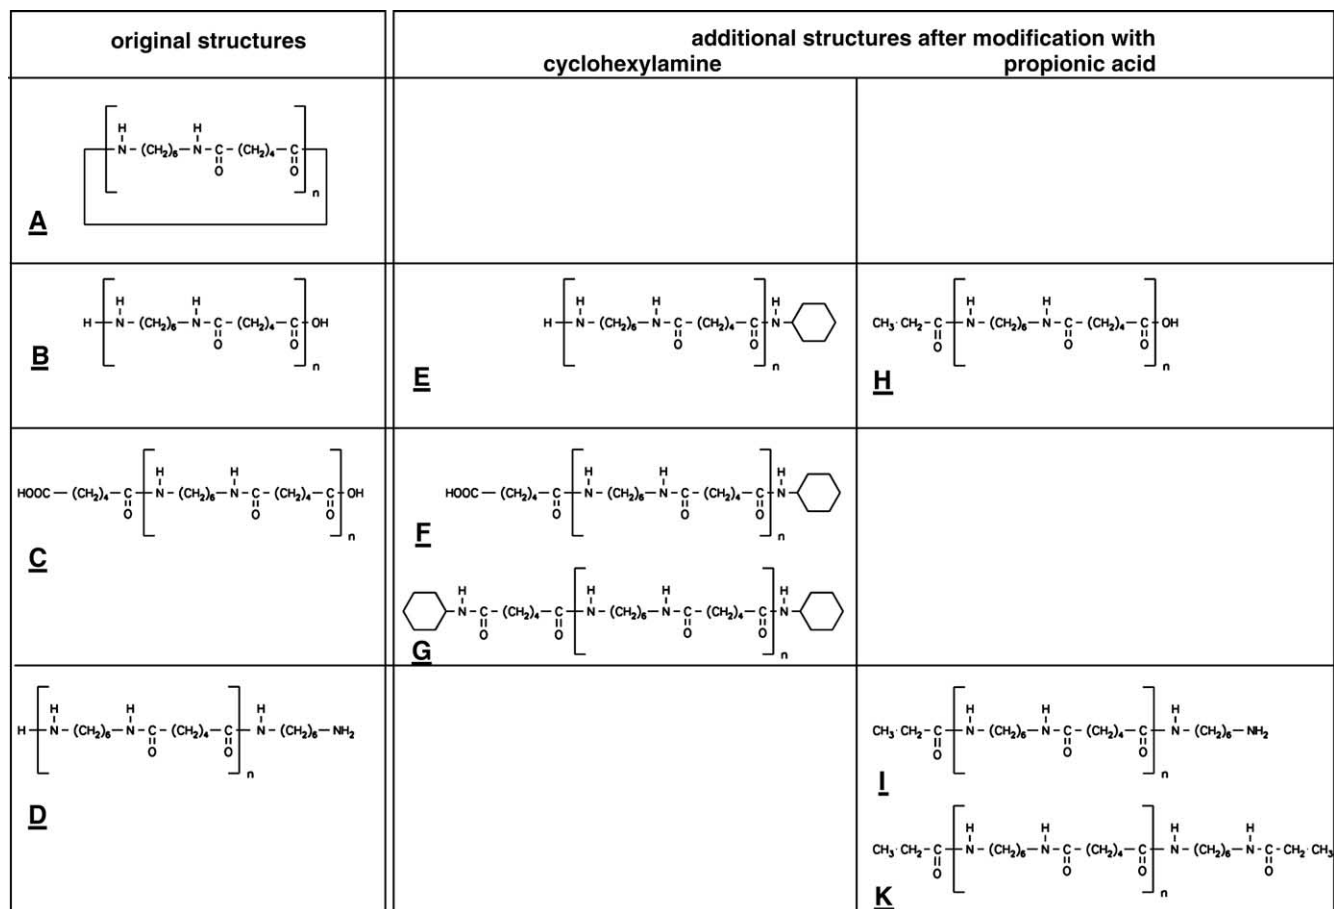 original structures
additional structures after modification with
cyclohexylamine propionic acid
H H
N – (CH₂)₆ – N – C – (CH₂)₄ – C
O O
n
A
H H
H N – (CH₂)₆ – N – C – (CH₂)₄ – C OH
O O
n
B
H H H
H N – (CH₂)₆ – N – C – (CH₂)₄ – C N
O O
n
E
H H
CH₃·CH₂ – C N – (CH₂)₆ – N – C – (CH₂)₄ – C OH
O O O
n
H
H H
HOOC – (CH₂)₄ – C N – (CH₂)₆ – N – C – (CH₂)₄ – C OH
O O O
n
C
H H H
HOOC – (CH₂)₄ – C N – (CH₂)₆ – N – C – (CH₂)₄ – C N
O O O
n
F
H H H H
N – C – (CH₂)₄ – C N – (CH₂)₆ – N – C – (CH₂)₄ – C N
O O O O
n
G
H H H
H N – (CH₂)₆ – N – C – (CH₂)₄ – C N – (CH₂)₆ – NH₂
O O
n
D
H H H
CH₃·CH₂ – C N – (CH₂)₆ – N – C – (CH₂)₄ – C N – (CH₂)₆ – NH₂
O O O
n
I
H H H H
CH₃·CH₂ – C N – (CH₂)₆ – N – C – (CH₂)₄ – C N – (CH₂)₆ – N – C – CH₂·CH₃
O O O O
n
K